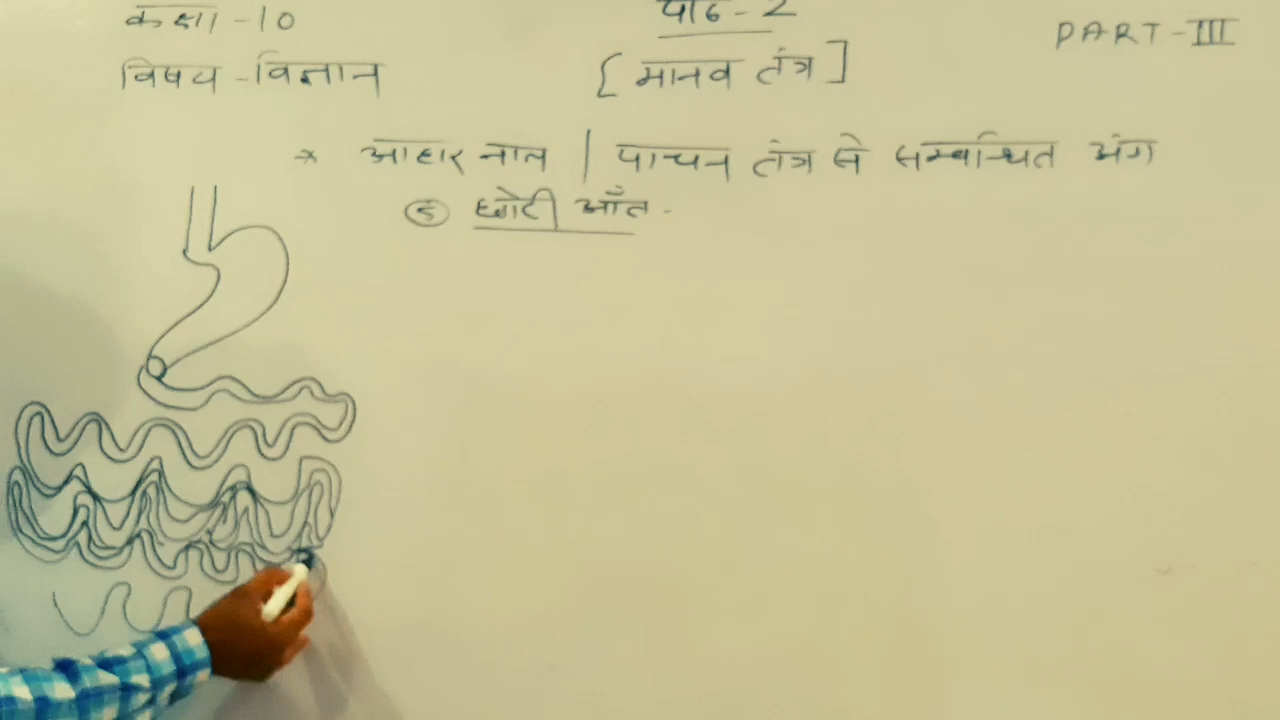 कक्षा -10
पाठ-2
PART-III
विषय -विज्ञान
[मानव तंत्र]
→ आहार नाल | पाचन तंत्र से सम्बन्धित अंग
⑤ छोटी आँत -